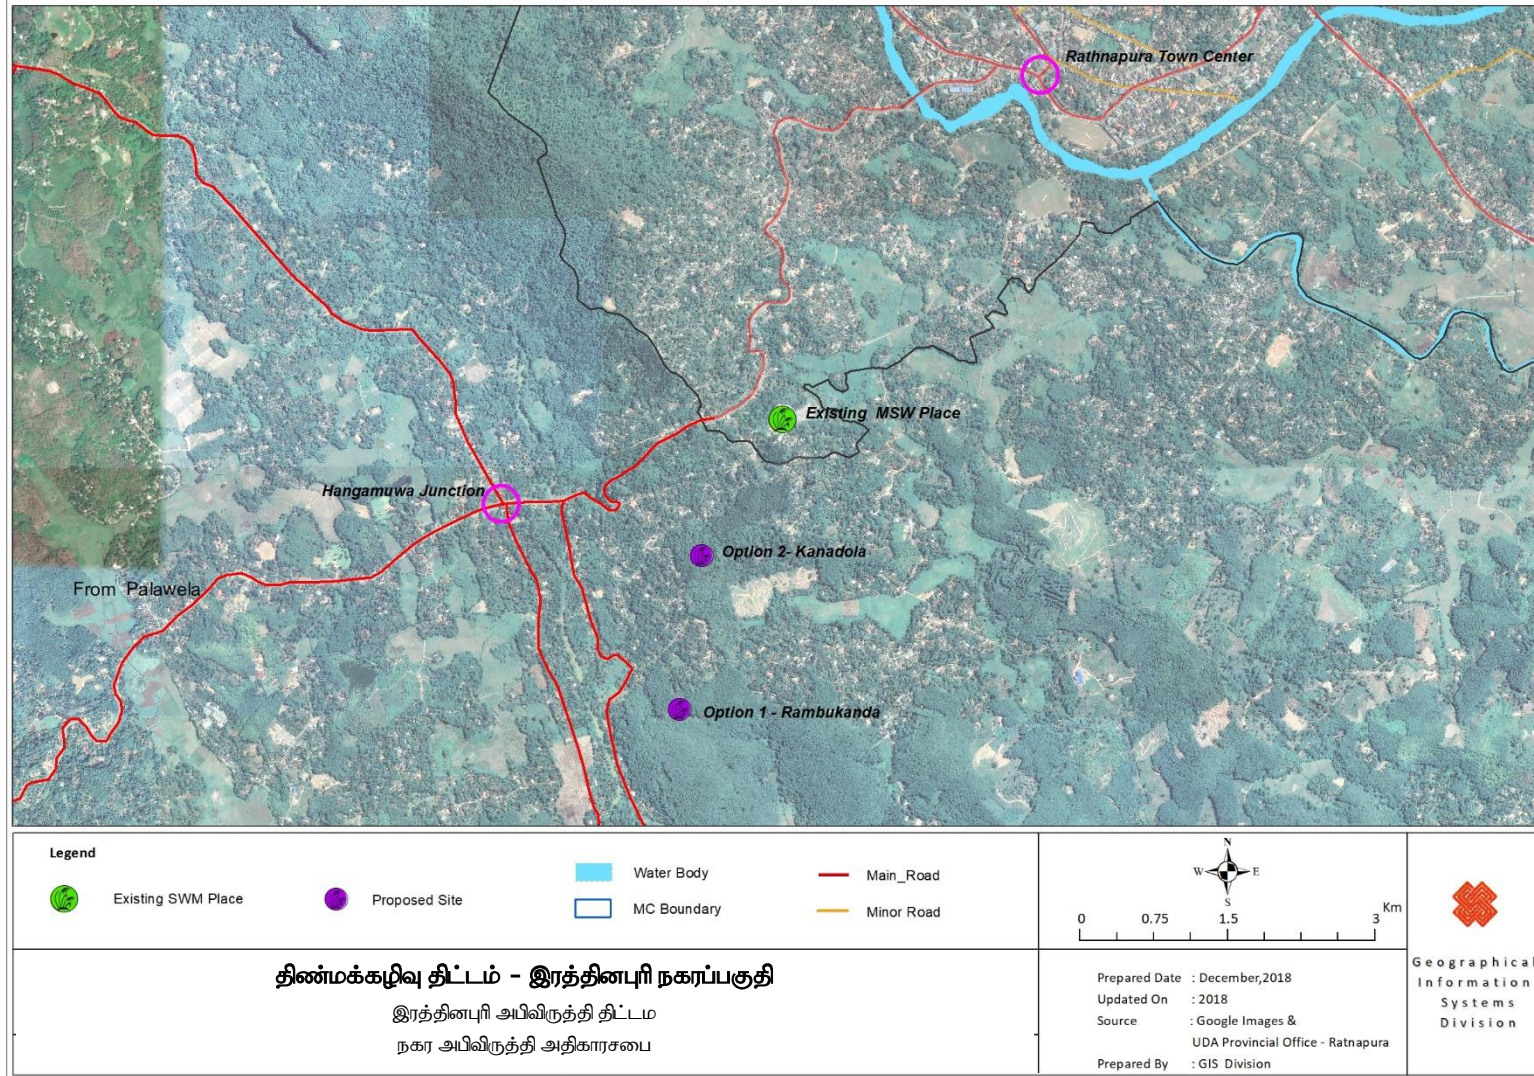 Rathnapura Town Center
Existing MSW Place
Hangamuwa Junction
Option 2- Kanadola
From Palawela
Option 1 - Rambukanda
Legend
Existing SWM Place
Proposed Site
Water Body
MC Boundary
Main_Road
Minor Road
N
W E
S
0 0.75 1.5 3 Km
திண்மக்கழிவு திட்டம் - இரத்தினபுரி நகரப்பகுதி
இரத்தினபுரி அபிவிருத்தி திட்டம
நகர அபிவிருத்தி அதிகாரசபை
Prepared Date : December,2018
Updated On : 2018
Source : Google Images &
UDA Provincial Office - Ratnapura
Prepared By : GIS Division
Geographical
Information
Systems
Division